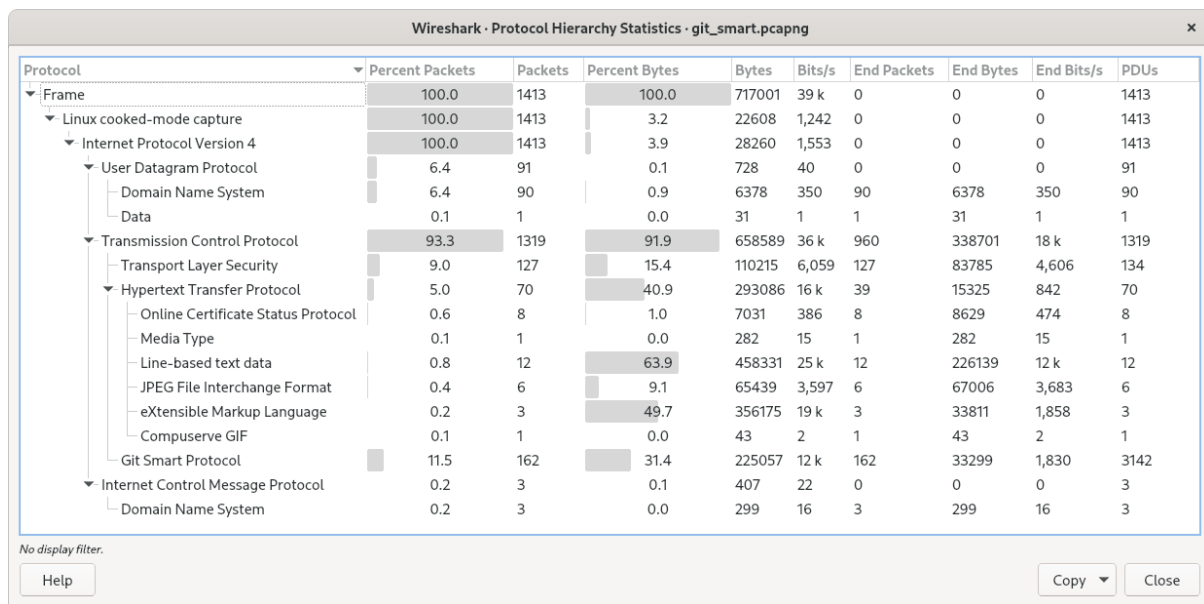 Wireshark · Protocol Hierarchy Statistics · git_smart.pcapng
Protocol Percent Packets Packets Percent Bytes Bytes Bits/s End Packets End Bytes End Bits/s PDUs
Frame 100.0 1413 100.0 717001 39 k 0 0 0 1413
Linux cooked-mode capture 100.0 1413 3.2 22608 1,242 0 0 0 1413
Internet Protocol Version 4 100.0 1413 3.9 28260 1,553 0 0 0 1413
User Datagram Protocol 6.4 91 0.1 728 40 0 0 0 91
Domain Name System 6.4 90 0.9 6378 350 90 6378 350 90
Data 0.1 1 0.0 31 1 1 31 1 1
Transmission Control Protocol 93.3 1319 91.9 658589 36 k 960 338701 18 k 1319
Transport Layer Security 9.0 127 15.4 110215 6,059 127 83785 4,606 134
Hypertext Transfer Protocol 5.0 70 40.9 293086 16 k 39 15325 842 70
Online Certificate Status Protocol 0.6 8 1.0 7031 386 8 8629 474 8
Media Type 0.1 1 0.0 282 15 1 282 15 1
Line-based text data 0.8 12 63.9 458331 25 k 12 226139 12 k 12
JPEG File Interchange Format 0.4 6 9.1 65439 3,597 6 67006 3,683 6
eXtensible Markup Language 0.2 3 49.7 356175 19 k 3 33811 1,858 3
Compuserve GIF 0.1 1 0.0 43 2 1 43 2 1
Git Smart Protocol 11.5 162 31.4 225057 12 k 162 33299 1,830 3142
Internet Control Message Protocol 0.2 3 0.1 407 22 0 0 0 3
Domain Name System 0.2 3 0.0 299 16 3 299 16 3
No display filter.
Help Copy Close